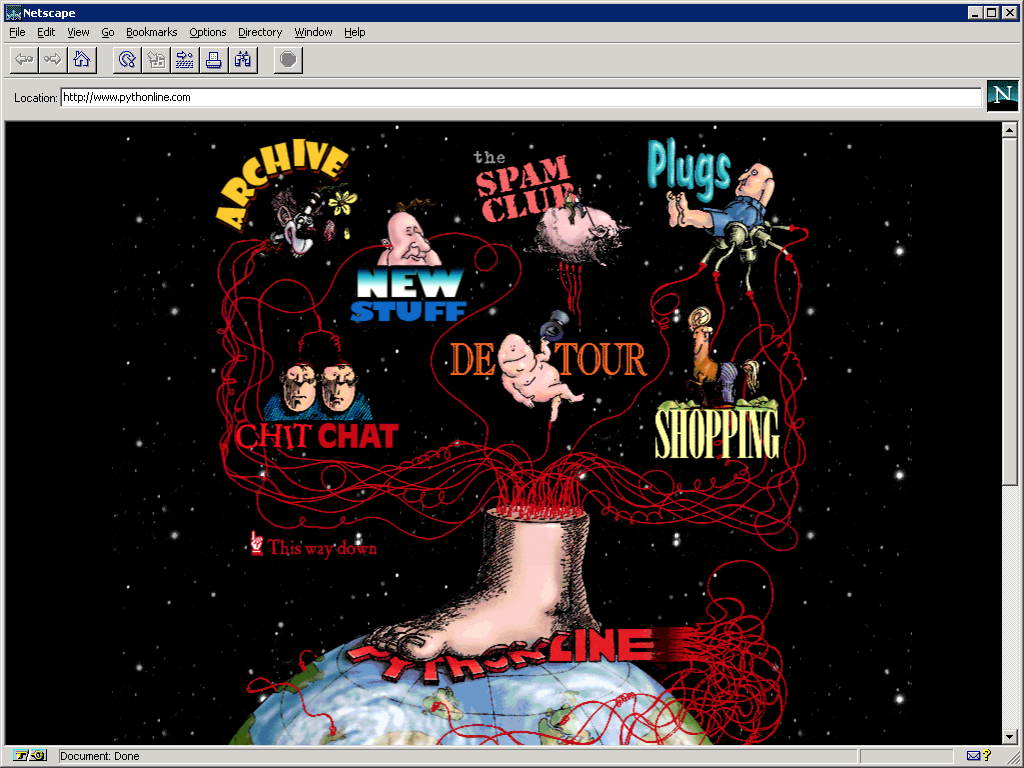 Netscape
File Edit View Go Bookmarks Options Directory Window Help
Location: http://www.pythonline.com
N
ARCHIVE
the
SPAM
CLUB
Plugs
NEW
STUFF
DE TOUR
CHIT CHAT
SHOPPING
This way down
PYTHONLINE
Document: Done